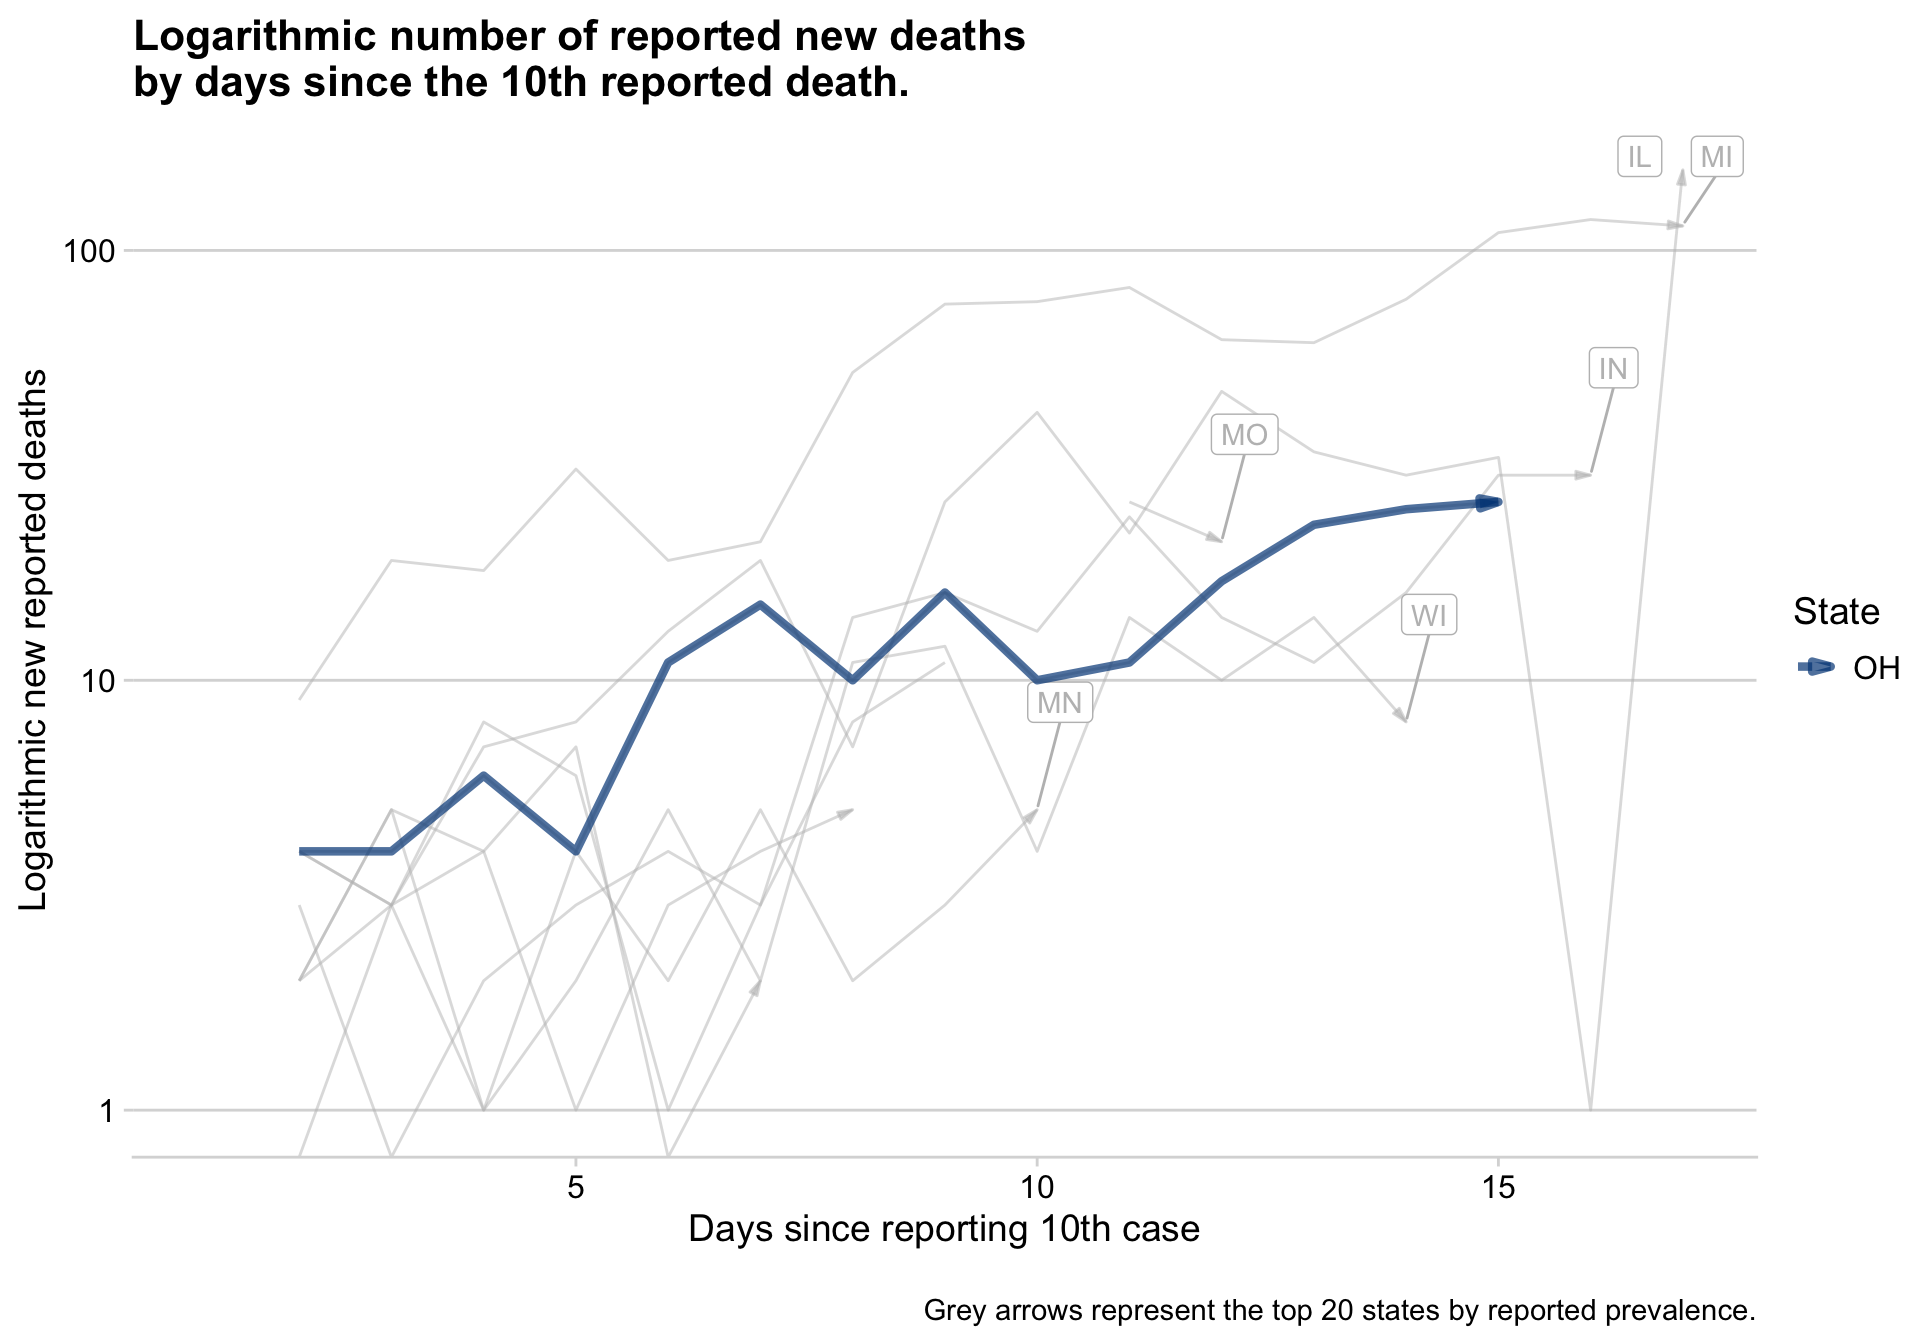 Logarithmic number of reported new deaths
by days since the 10th reported death.
IL
MI
100
IN
MO
WI
10
MN
1
5
10
15
Logarithmic new reported deaths
Days since reporting 10th case
State
OH
Grey arrows represent the top 20 states by reported prevalence.